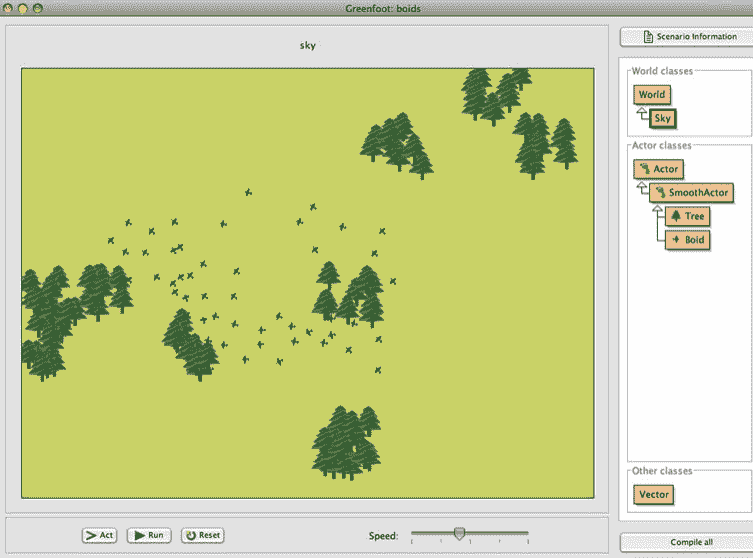 Greenfoot: boids
sky
Scenario Information
World classes
World
Sky
Actor classes
Actor
SmoothActor
Tree
Boid
Other classes
Vector
Act
Run
Reset
Speed:
Compile all